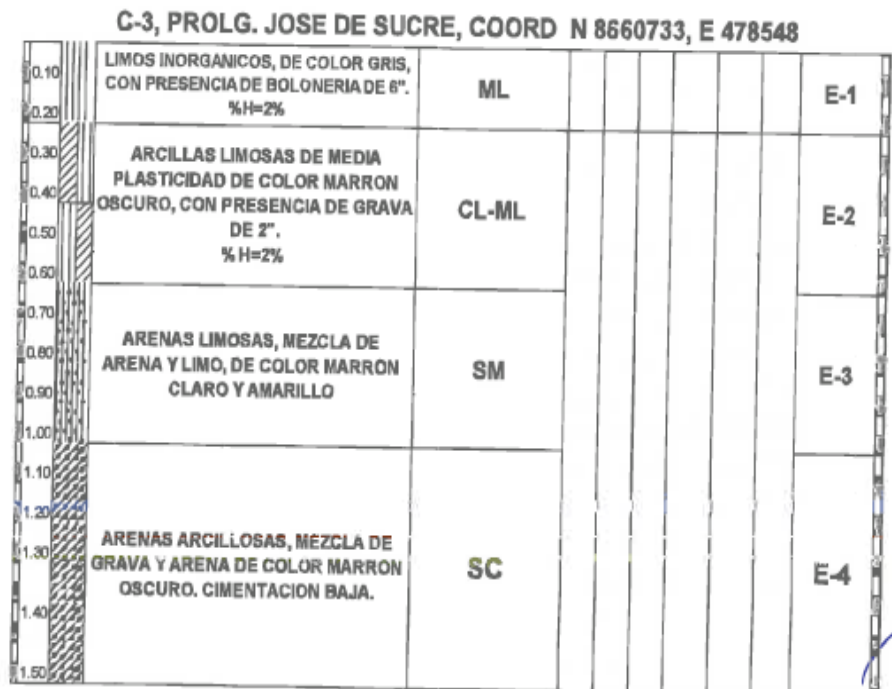 C-3, PROLG. JOSE DE SUCRE, COORD N 8660733, E 478548
0.10
0.20
LIMOS INORGANICOS, DE COLOR GRIS,
CON PRESENCIA DE BOLONERIA DE 6".
%H=2%
ML
E-1
0.30
0.40
0.50
0.60
ARCILLAS LIMOSAS DE MEDIA
PLASTICIDAD DE COLOR MARRON
OSCURO, CON PRESENCIA DE GRAVA
DE 2".
% H=2%
CL-ML
E-2
0.70
0.80
0.90
1.00
ARENAS LIMOSAS, MEZCLA DE
ARENA Y LIMO, DE COLOR MARRON
CLARO Y AMARILLO
SM
E-3
1.10
1.20
1.30
1.40
1.50
ARENAS ARCILLOSAS, MEZCLA DE
GRAVA Y ARENA DE COLOR MARRON
OSCURO. CIMENTACION BAJA.
SC
E-4